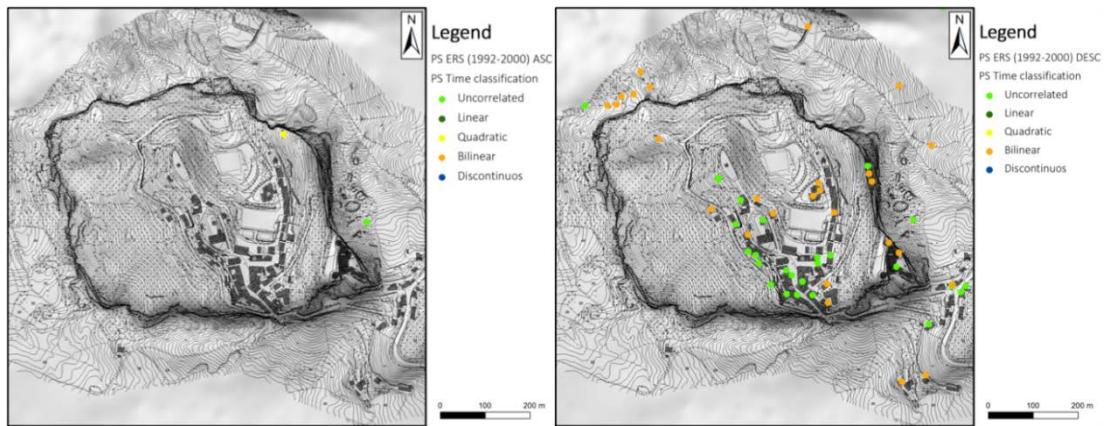 N
Legend
PS ERS (1992-2000) ASC
PS Time classification
Uncorrelated
Linear
Quadratic
Bilinear
Discontinuos
0 100 200 m
N
Legend
PS ERS (1992-2000) DESC
PS Time classification
Uncorrelated
Linear
Quadratic
Bilinear
Discontinuos
0 100 200 m